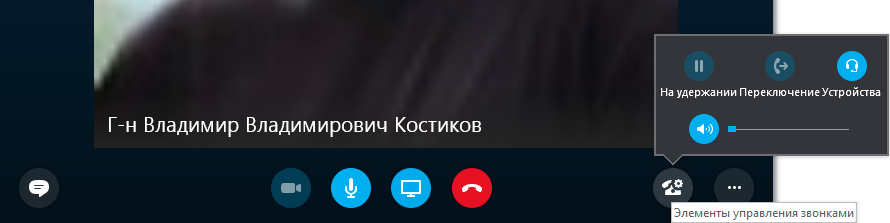 На удержании Переключение Устройства
Г-н Владимир Владимирович Костиков
Элементы управления звонками